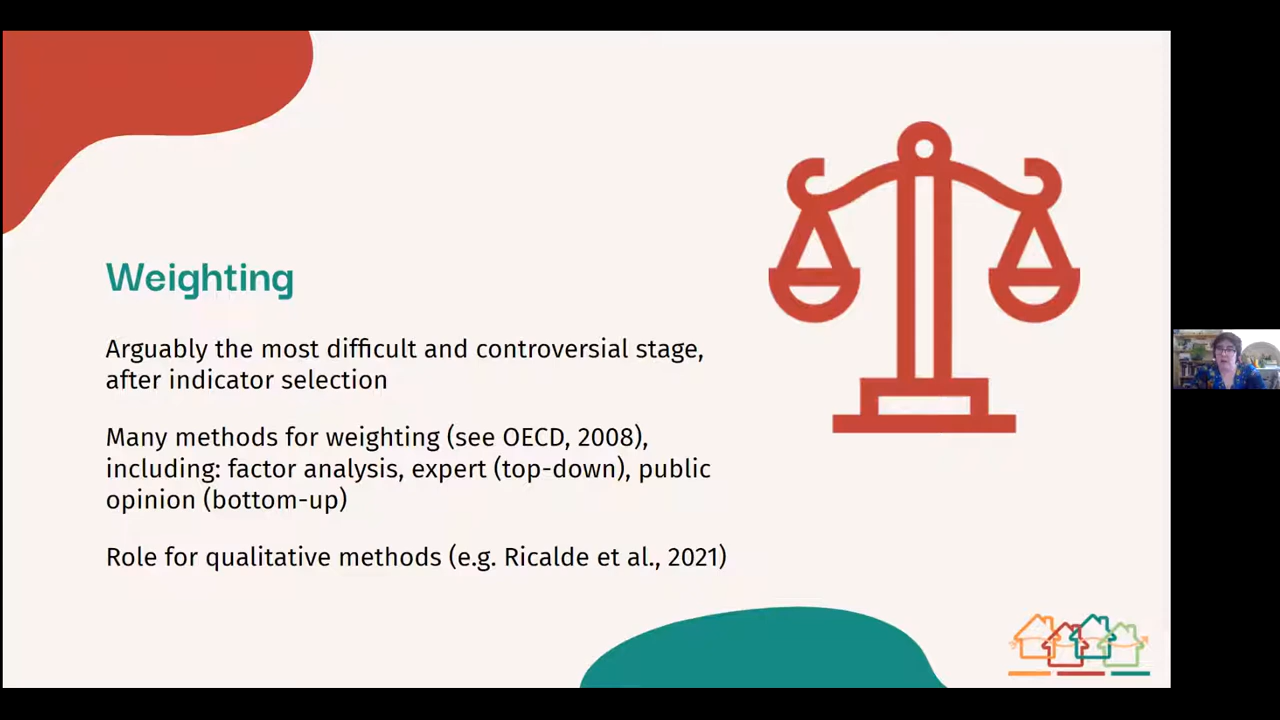 Weighting
Arguably the most difficult and controversial stage,
after indicator selection
Many methods for weighting (see OECD, 2008),
including: factor analysis, expert (top-down), public
opinion (bottom-up)
Role for qualitative methods (e.g. Ricalde et al., 2021)